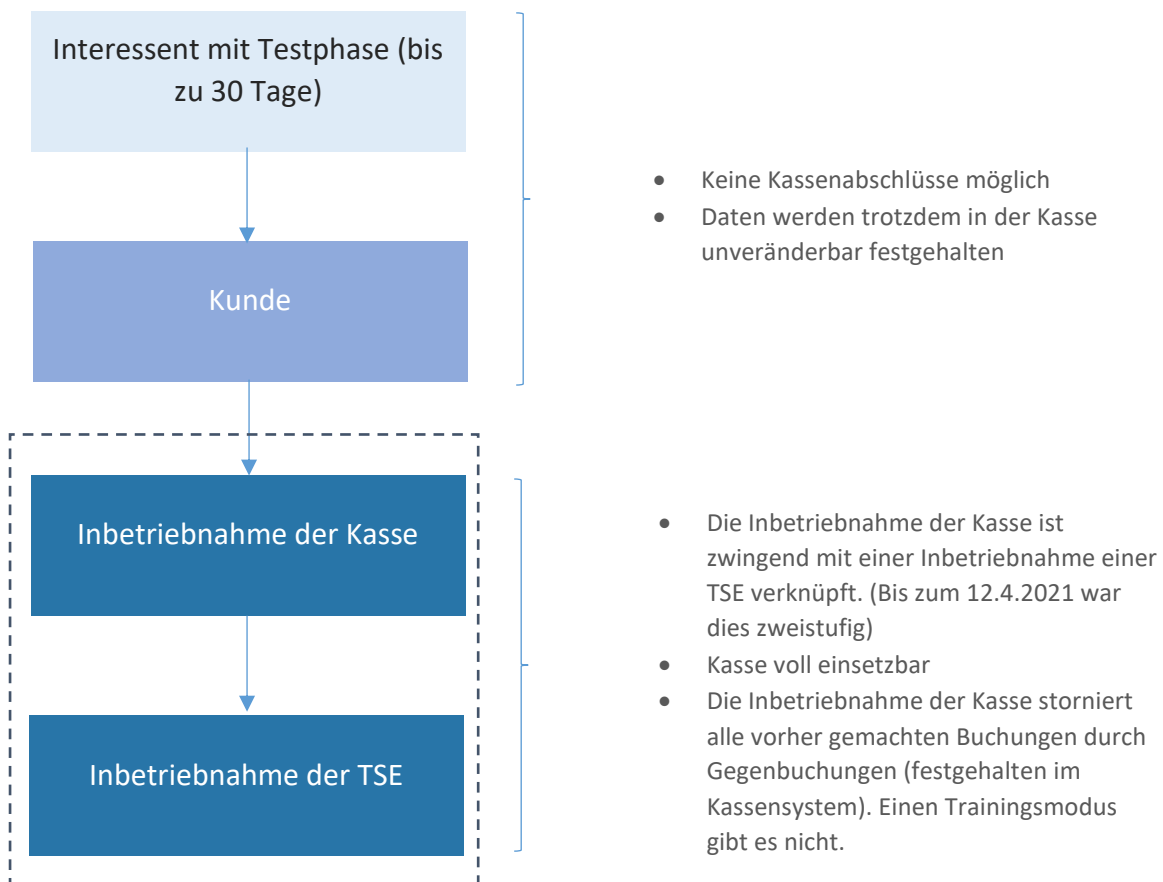 Interessent mit Testphase (bis
zu 30 Tage)
• Keine Kassenabschlüsse möglich
• Daten werden trotzdem in der Kasse
unveränderbar festgehalten
Kunde
Inbetriebnahme der Kasse
Inbetriebnahme der TSE
• Die Inbetriebnahme der Kasse ist
zwingend mit einer Inbetriebnahme einer
TSE verknüpft. (Bis zum 12.4.2021 war
dies zweistufig)
• Kasse voll einsetzbar
• Die Inbetriebnahme der Kasse storniert
alle vorher gemachten Buchungen durch
Gegenbuchungen (festgehalten im
Kassensystem). Einen Trainingsmodus
gibt es nicht.